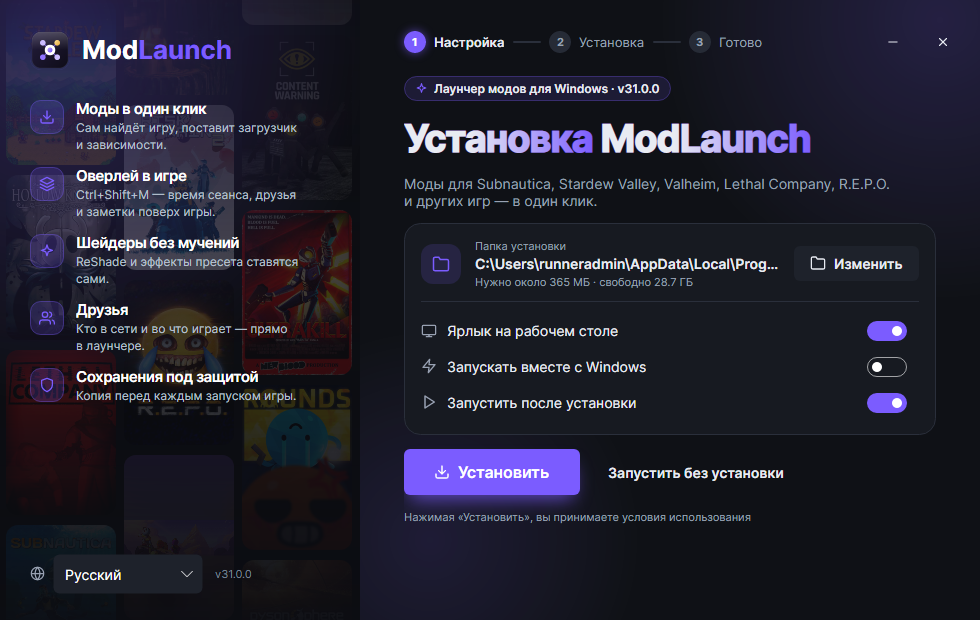 ModLaunch
Моды в один клик
Сам найдёт игру, поставит загрузчик
и зависимости.
Оверлей в игре
Ctrl+Shift+M — время сеанса, друзья
и заметки поверх игры.
Шейдеры без мучений
ReShade и эффекты пресета ставятся
сами.
Друзья
Кто в сети и во что играет — прямо
в лаунчере.
Сохранения под защитой
Копия перед каждым запуском игры.
CONTENT
WARNING
R.E.P.O.
ROUNDS
SUBNAUTICA
Русский
v31.0.0
1 Настройка 2 Установка 3 Готово
Лаунчер модов для Windows · v31.0.0
Установка ModLaunch
Моды для Subnautica, Stardew Valley, Valheim, Lethal Company, R.E.P.O.
и других игр — в один клик.
Папка установки
C:\Users\runneradmin\AppData\Local\Prog...
Нужно около 365 МБ · свободно 28.7 ГБ
Изменить
Ярлык на рабочем столе
Запускать вместе с Windows
Запустить после установки
Установить
Запустить без установки
Нажимая «Установить», вы принимаете условия использования